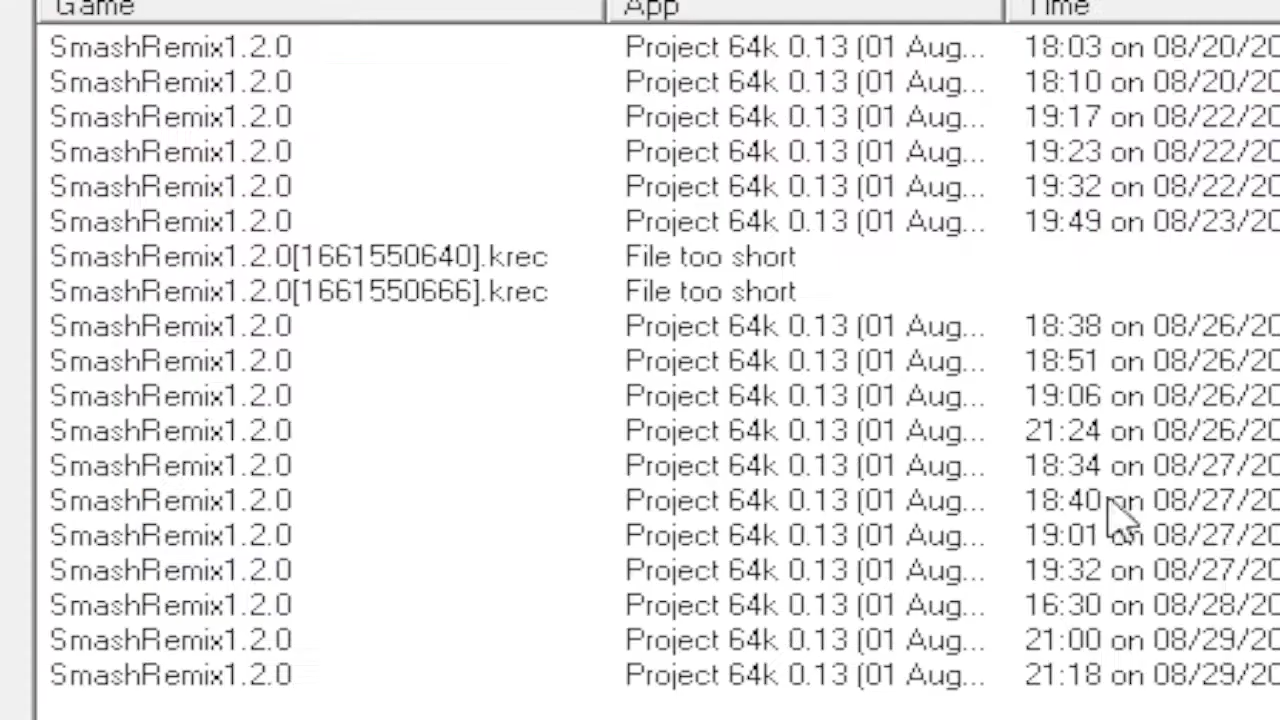 Game App Time
SmashRemix1.2.0 Project 64k 0.13 (01 Aug... 18:03 on 08/20/20
SmashRemix1.2.0 Project 64k 0.13 (01 Aug... 18:10 on 08/20/20
SmashRemix1.2.0 Project 64k 0.13 (01 Aug... 19:17 on 08/22/20
SmashRemix1.2.0 Project 64k 0.13 (01 Aug... 19:23 on 08/22/20
SmashRemix1.2.0 Project 64k 0.13 (01 Aug... 19:32 on 08/22/20
SmashRemix1.2.0 Project 64k 0.13 (01 Aug... 19:49 on 08/23/20
SmashRemix1.2.0[1661550640].krec File too short
SmashRemix1.2.0[1661550666].krec File too short
SmashRemix1.2.0 Project 64k 0.13 (01 Aug... 18:38 on 08/26/20
SmashRemix1.2.0 Project 64k 0.13 (01 Aug... 18:51 on 08/26/20
SmashRemix1.2.0 Project 64k 0.13 (01 Aug... 19:06 on 08/26/20
SmashRemix1.2.0 Project 64k 0.13 (01 Aug... 21:24 on 08/26/20
SmashRemix1.2.0 Project 64k 0.13 (01 Aug... 18:34 on 08/27/20
SmashRemix1.2.0 Project 64k 0.13 (01 Aug... 18:40 on 08/27/20
SmashRemix1.2.0 Project 64k 0.13 (01 Aug... 19:01 on 08/27/20
SmashRemix1.2.0 Project 64k 0.13 (01 Aug... 19:32 on 08/27/20
SmashRemix1.2.0 Project 64k 0.13 (01 Aug... 16:30 on 08/28/20
SmashRemix1.2.0 Project 64k 0.13 (01 Aug... 21:00 on 08/29/20
SmashRemix1.2.0 Project 64k 0.13 (01 Aug... 21:18 on 08/29/20